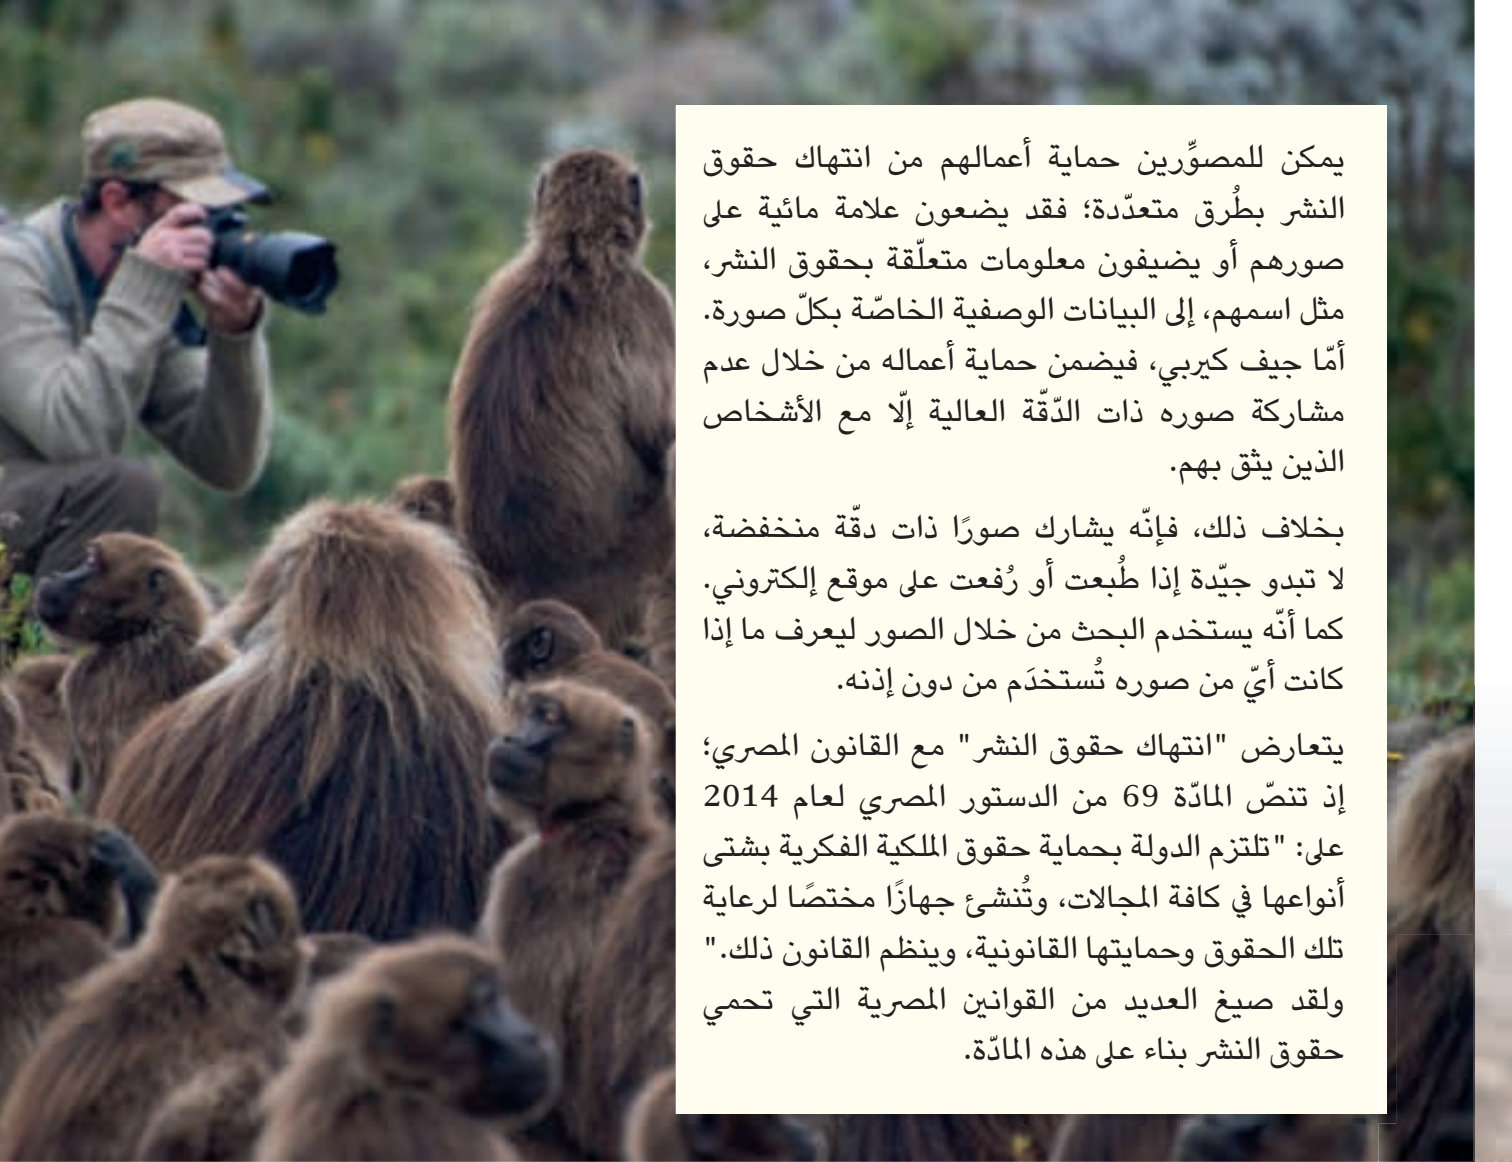 يمكن للمصوِّرين حماية أعمالهم من انتهاك حقوق
النشر بطُرق متعدّدة؛ فقد يضعون علامة مائية على
صورهم أو يضيفون معلومات متعلّقة بحقوق النشر،
مثل اسمهم، إلى البيانات الوصفية الخاصّة بكلّ صورة.
أمّا جيف كيربي، فيضمن حماية أعماله من خلال عدم
مشاركة صوره ذات الدّقّة العالية إلّا مع الأشخاص
الذين يثق بهم.
بخلاف ذلك، فإنّه يشارك صورًا ذات دقّة منخفضة،
لا تبدو جيّدة إذا طُبعت أو رُفعت على موقع إلكتروني.
كما أنّه يستخدم البحث من خلال الصور ليعرف ما إذا
كانت أيّ من صوره تُستخدَم من دون إذنه.
يتعارض "انتهاك حقوق النشر" مع القانون المصري؛
إذ تنصّ المادّة 69 من الدستور المصري لعام 2014
على: "تلتزم الدولة بحماية حقوق الملكية الفكرية بشتى
أنواعها في كافة المجالات، وتُنشئ جهازًا مختصًا لرعاية
تلك الحقوق وحمايتها القانونية، وينظم القانون ذلك."
ولقد صيغ العديد من القوانين المصرية التي تحمي
حقوق النشر بناء على هذه المادّة.